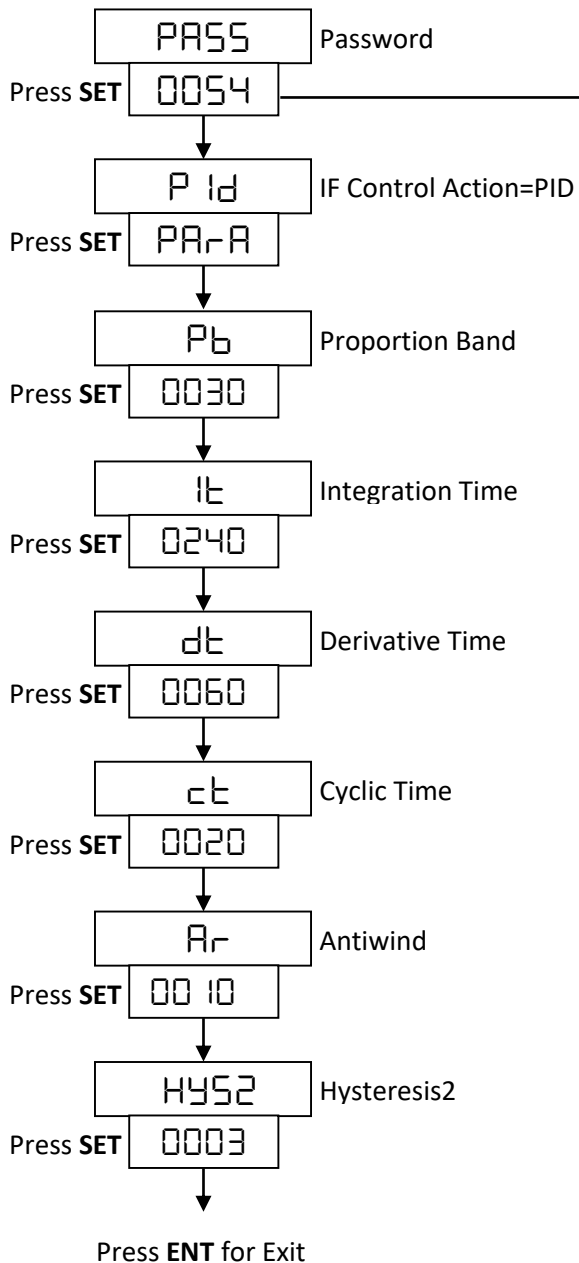 PASS Password
Press SET 0054
PId IF Control Action=PID
Press SET PArA
Pb Proportion Band
Press SET 0030
It Integration Time
Press SET 0240
dt Derivative Time
Press SET 0060
ct Cyclic Time
Press SET 0020
Ar Antiwind
Press SET 0010
HYS2 Hysteresis2
Press SET 0003
Press ENT for Exit